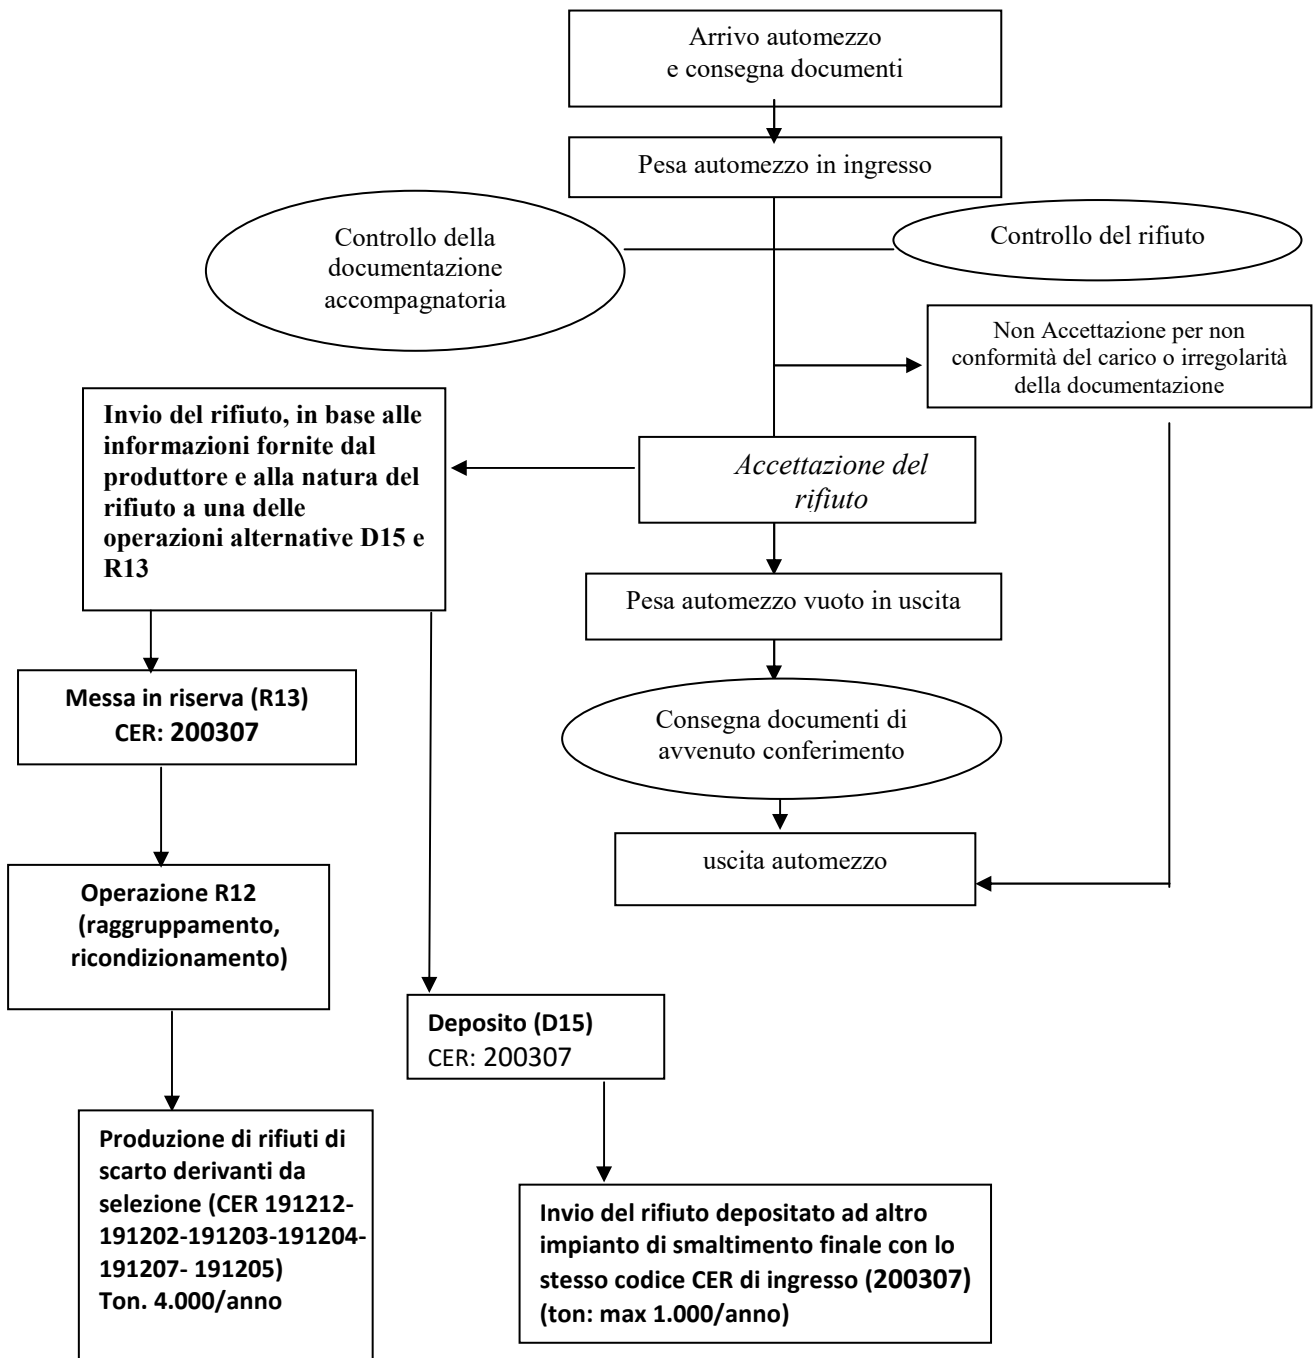 Arrivo automezzo
e consegna documenti
Pesa automezzo in ingresso
Controllo della
documentazione
accompagnatoria
Controllo del rifiuto
Non Accettazione per non
conformità del carico o irregolarità
della documentazione
Invio del rifiuto, in base alle
informazioni fornite dal
produttore e alla natura del
rifiuto a una delle
operazioni alternative D15 e
R13
Accettazione del
rifiuto
Pesa automezzo vuoto in uscita
Messa in riserva (R13)
CER: 200307
Consegna documenti di
avvenuto conferimento
uscita automezzo
Operazione R12
(raggruppamento,
ricondizionamento)
Deposito (D15)
CER: 200307
Produzione di rifiuti di
scarto derivanti da
selezione (CER 191212-
191202-191203-191204-
191207- 191205)
Ton. 4.000/anno
Invio del rifiuto depositato ad altro
impianto di smaltimento finale con lo
stesso codice CER di ingresso (200307)
(ton: max 1.000/anno)